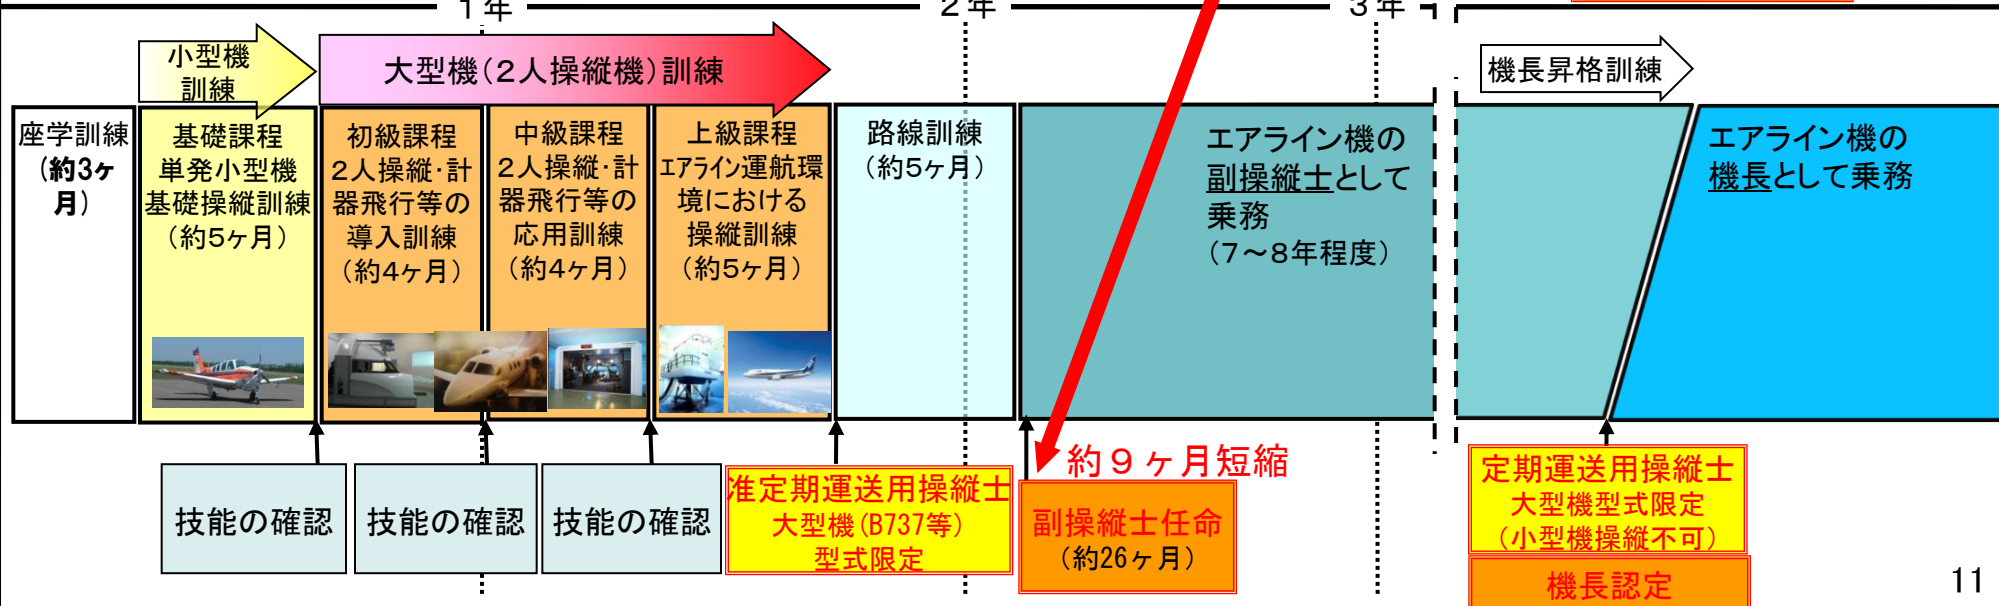 1年
2年
3年
小型機
訓練
大型機(2人操縦機)訓練
機長昇格訓練
座学訓練
(約3ヶ
月)
基礎課程
単発小型機
基礎操縦訓練
(約5ヶ月)
初級課程
2人操縦・計
器飛行等の
導入訓練
(約4ヶ月)
中級課程
2人操縦・計
器飛行等の
応用訓練
(約4ヶ月)
上級課程
エアライン運航環
境における
操縦訓練
(約5ヶ月)
路線訓練
(約5ヶ月)
エアライン機の
副操縦士として
乗務
(7～8年程度)
エアライン機の
機長として乗務
技能の確認
技能の確認
技能の確認
准定期運送用操縦士
大型機(B737等)
型式限定
約9ヶ月短縮
副操縦士任命
(約26ヶ月)
定期運送用操縦士
大型機型式限定
(小型機操縦不可)
機長認定
11